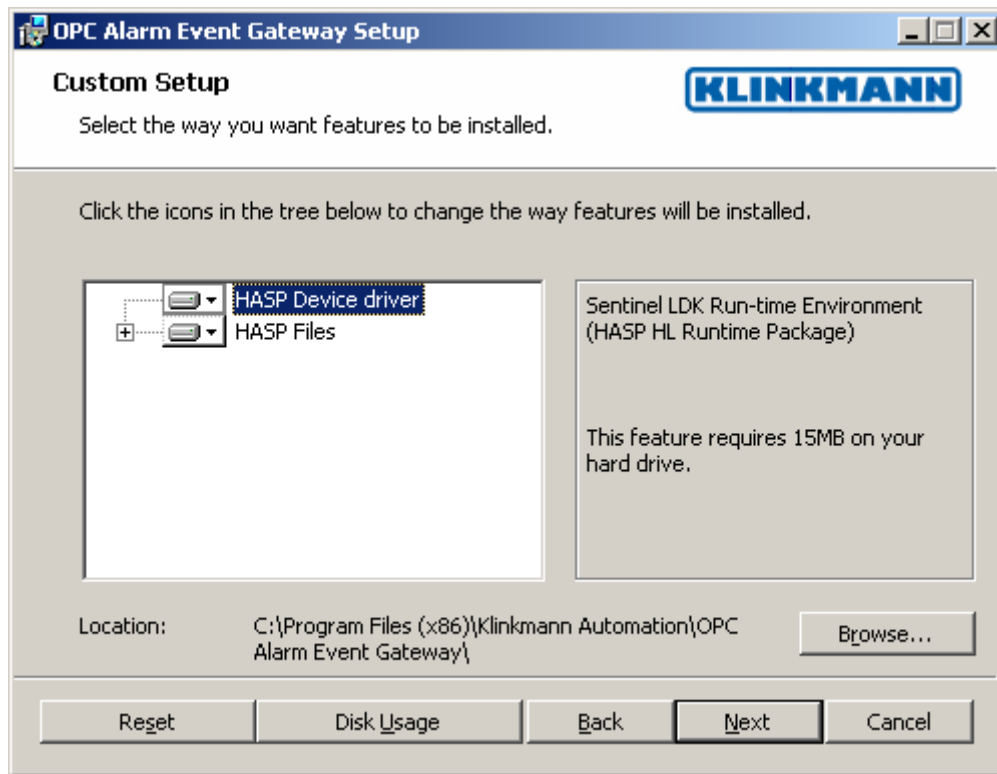 OPC Alarm Event Gateway Setup
Custom Setup
KLINKMANN
Select the way you want features to be installed.
Click the icons in the tree below to change the way features will be installed.
HASP Device driver
HASP Files
Sentinel LDK Run-time Environment
(HASP HL Runtime Package)
This feature requires 15MB on your
hard drive.
Location:
C:\Program Files (x86)\Klinkmann Automation\OPC
Alarm Event Gateway\
Browse...
Reset
Disk Usage
Back
Next
Cancel